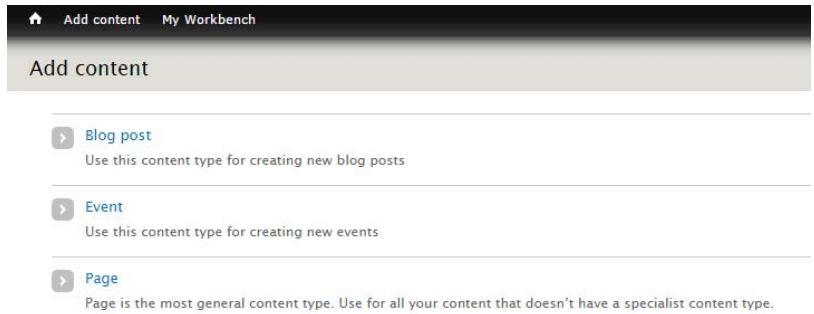 Add content My Workbench
Add content
Blog post
Use this content type for creating new blog posts
Event
Use this content type for creating new events
Page
Page is the most general content type. Use for all your content that doesn’t have a specialist content type.